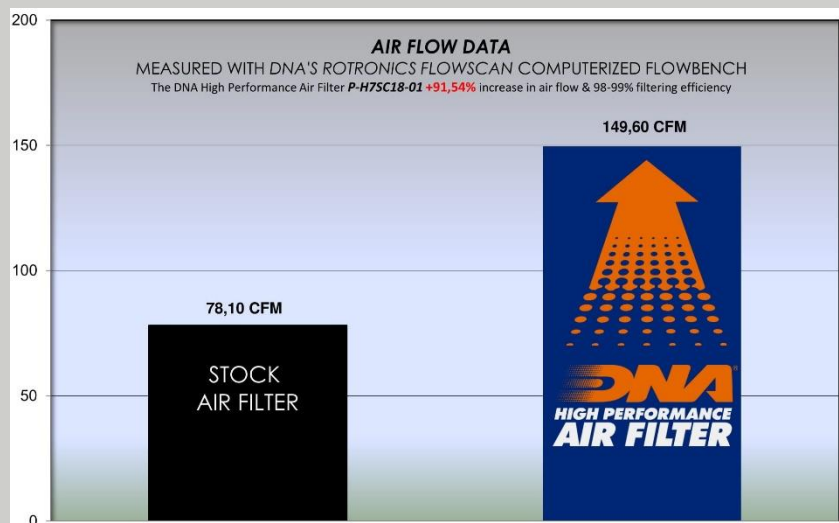 200
AIR FLOW DATA
MEASURED WITH DNA'S ROTRONICS FLOWSCAN COMPUTERIZED FLOWBENCH
The DNA High Performance Air Filter P-H7SC18-01 +91,54% increase in air flow & 98-99% filtering efficiency
150
149,60 CFM
100
78,10 CFM
STOCK
AIR FILTER
50
DNA®
HIGH PERFORMANCE
AIR FILTER
0